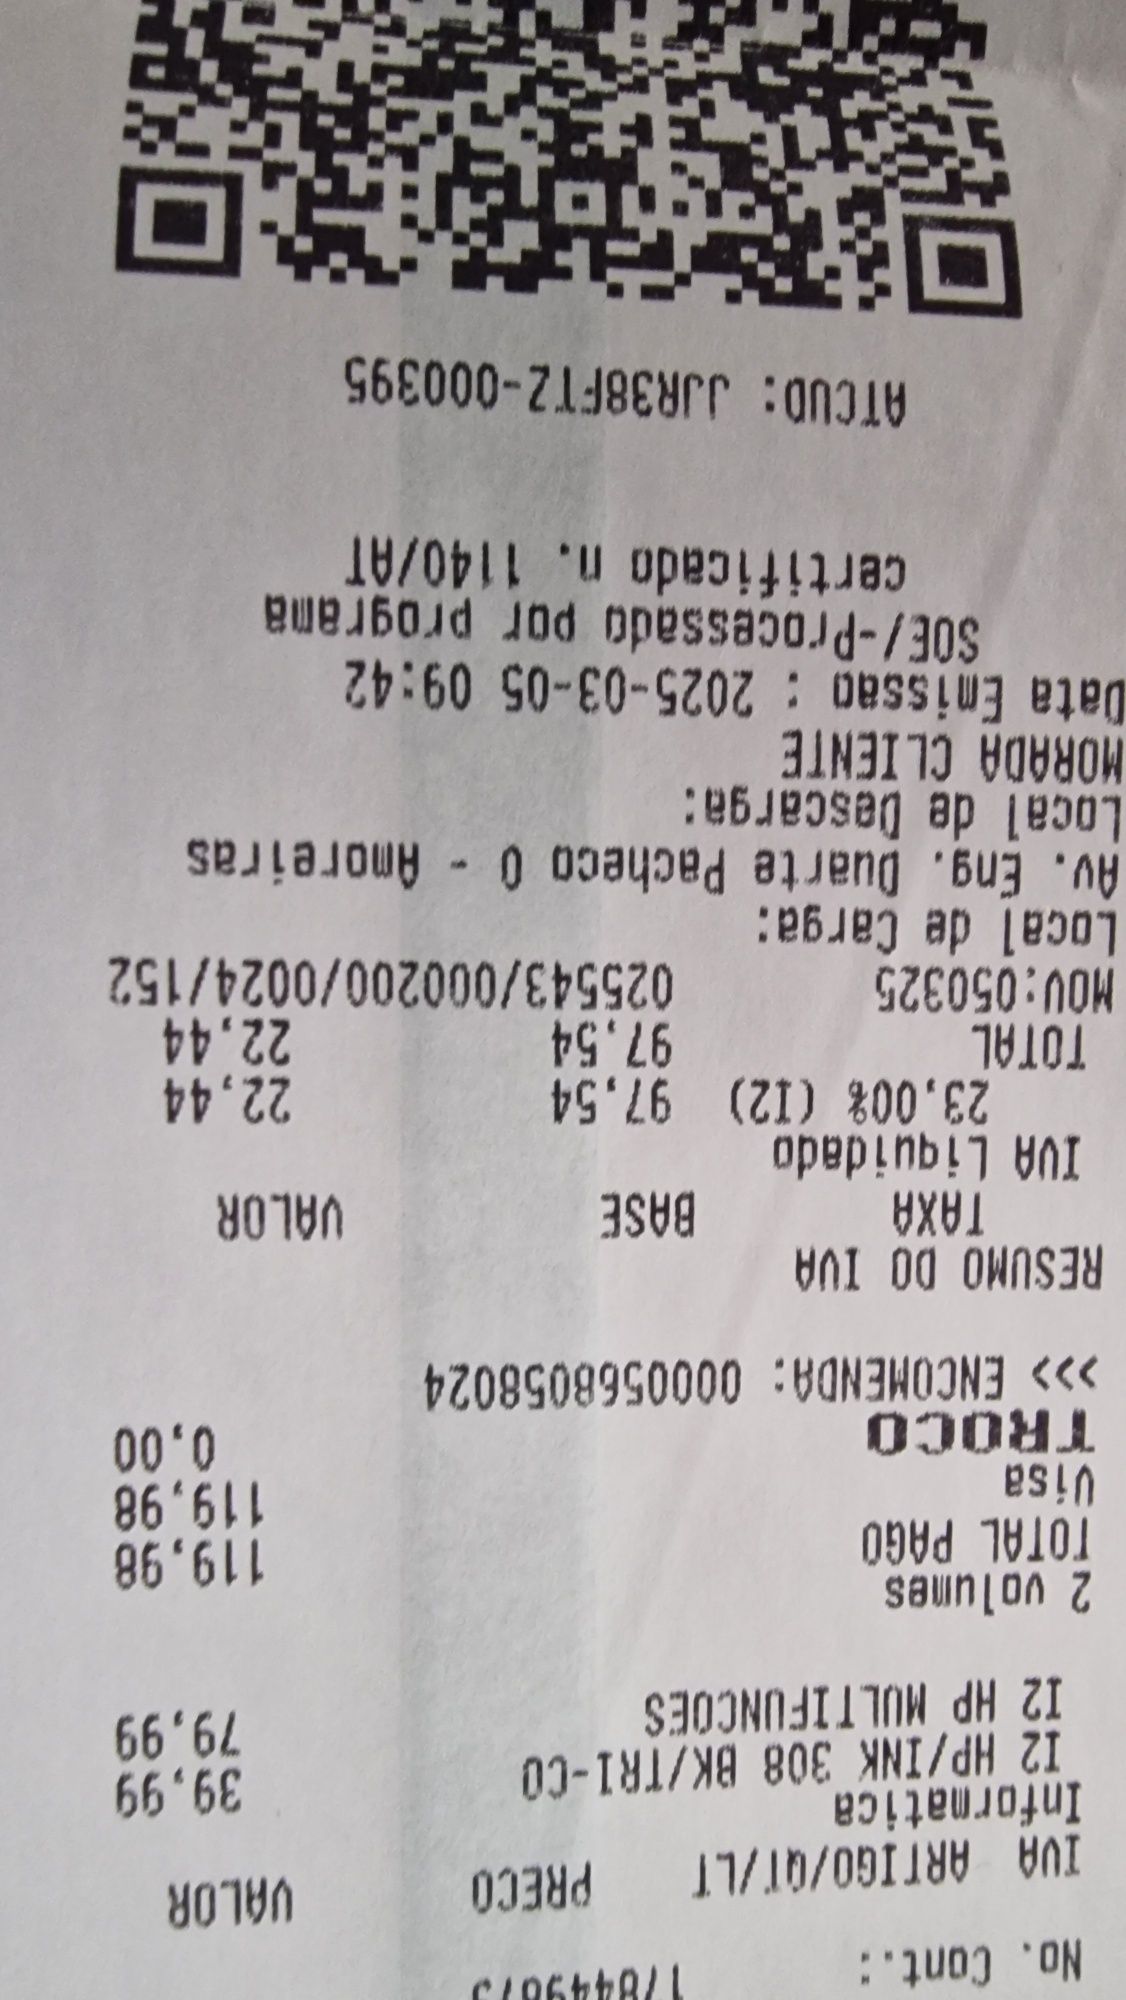 No. Cont.:
IVA ARTIGO/QT/LT PRECO VALOR
Informatica
I2 HP/INK 308 BK/TRI-CO 39,99
I2 HP MULTIFUNCOES 79,99
2 volumes
TOTAL PAGO 119,98
Visa 119,98
TROCO 0,00
>>> ENCOMENDA: 0000568058024
RESUMO DO IVA
TAXA BASE VALOR
IVA Liquidado
23,00% (I2) 97,54 22,44
TOTAL 97,54 22,44
MOV:050325 025543/000200/0024/152
Local de Carga:
Av. Eng. Duarte Pacheco 0 - Amoreiras
Local de Descarga:
MORADA CLIENTE
Data Emissao : 2025-03-05 09:42
SOE/-Processado por programa
certificado n. 1140/AT
ATCUD: JJR38FTZ-000395